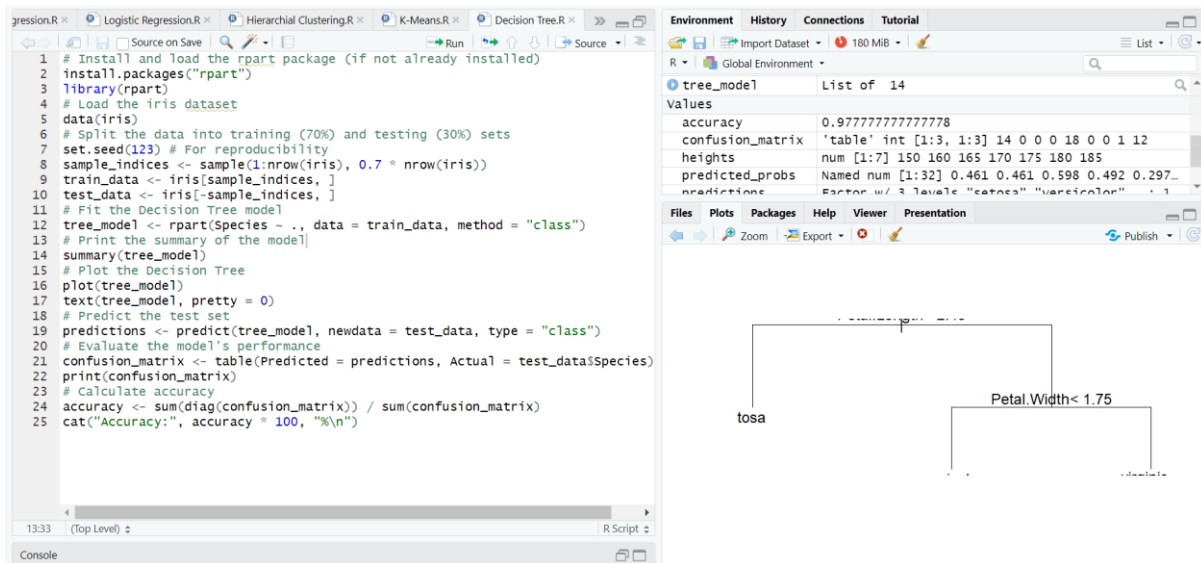 gression.R × Logistic Regression.R × Hierarchical Clustering.R × K-Means.R × Decision Tree.R ×
Source on Save Run Source
1 # Install and load the rpart package (if not already installed)
2 install.packages("rpart")
3 library(rpart)
4 # Load the iris dataset
5 data(iris)
6 # Split the data into training (70%) and testing (30%) sets
7 set.seed(123) # For reproducibility
8 sample_indices <- sample(1:nrow(iris), 0.7 * nrow(iris))
9 train_data <- iris[sample_indices, ]
10 test_data <- iris[-sample_indices, ]
11 # Fit the Decision Tree model
12 tree_model <- rpart(Species ~ ., data = train_data, method = "class")
13 # Print the summary of the model
14 summary(tree_model)
15 # Plot the Decision Tree
16 plot(tree_model)
17 text(tree_model, pretty = 0)
18 # Predict the test set
19 predictions <- predict(tree_model, newdata = test_data, type = "class")
20 # Evaluate the model's performance
21 confusion_matrix <- table(Predicted = predictions, Actual = test_data$Species)
22 print(confusion_matrix)
23 # Calculate accuracy
24 accuracy <- sum(diag(confusion_matrix)) / sum(confusion_matrix)
25 cat("Accuracy:", accuracy * 100, "%\n")
13:33 (Top Level) R Script
Console
Environment History Connections Tutorial
Import Dataset 180 MiB List
R Global Environment
tree_model List of 14
Values
accuracy 0.977777777777778
confusion_matrix 'table' int [1:3, 1:3] 14 0 0 0 18 0 0 1 12
heights num [1:7] 150 160 165 170 175 180 185
predicted_probs Named num [1:32] 0.461 0.461 0.598 0.492 0.297...
predictions Factor w/ 3 levels "setosa","versicolor",..: 1
Files Plots Packages Help Viewer Presentation
Zoom Export Publish
tosa
Petal.Width< 1.75